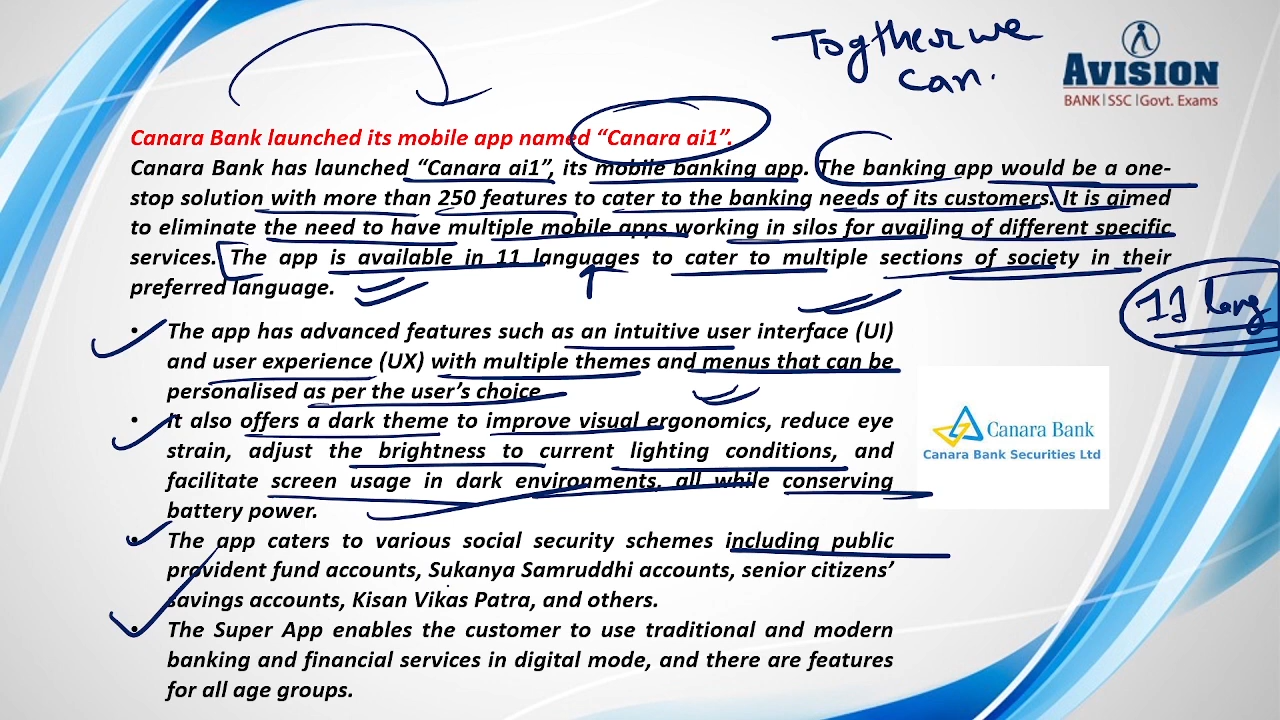 Togther we
can.
AVISION
BANK|SSC|Govt. Exams
Canara Bank launched its mobile app named “Canara ai1”.
Canara Bank has launched “Canara ai1”, its mobile banking app. The banking app would be a one-
stop solution with more than 250 features to cater to the banking needs of its customers. It is aimed
to eliminate the need to have multiple mobile apps working in silos for availing of different specific
services. The app is available in 11 languages to cater to multiple sections of society in their
preferred language.
11 lang
• The app has advanced features such as an intuitive user interface (UI)
and user experience (UX) with multiple themes and menus that can be
personalised as per the user’s choice.
• It also offers a dark theme to improve visual ergonomics, reduce eye
strain, adjust the brightness to current lighting conditions, and
facilitate screen usage in dark environments, all while conserving
battery power.
• The app caters to various social security schemes including public
provident fund accounts, Sukanya Samruddhi accounts, senior citizens’
savings accounts, Kisan Vikas Patra, and others.
• The Super App enables the customer to use traditional and modern
banking and financial services in digital mode, and there are features
for all age groups.
Canara Bank
Canara Bank Securities Ltd